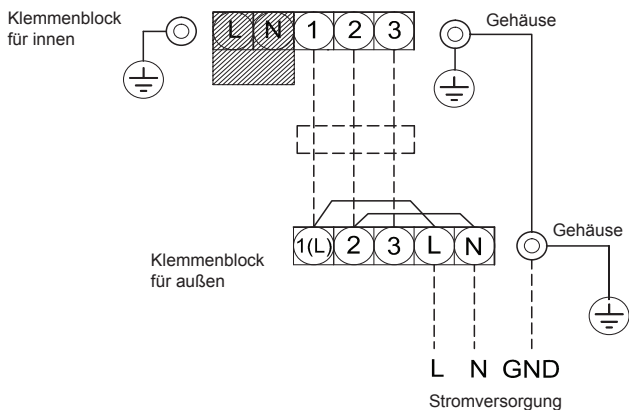 Klemmenblock
für innen
L N 1 2 3
Gehäuse
1(L) 2 3 L N
Gehäuse
Klemmenblock
für außen
L N GND
Stromversorgung